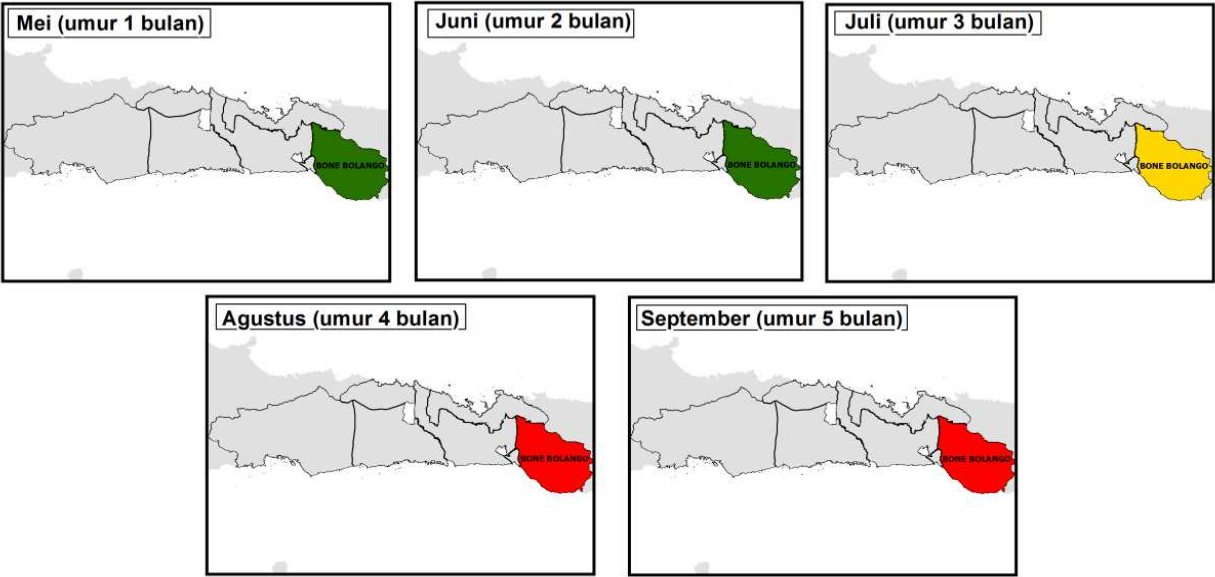 Mei (umur 1 bulan)
BONE BOLANGO
Juni (umur 2 bulan)
BONE BOLANGO
Juli (umur 3 bulan)
BONE BOLANGO
Agustus (umur 4 bulan)
BONE BOLANGO
September (umur 5 bulan)
BONE BOLANGO